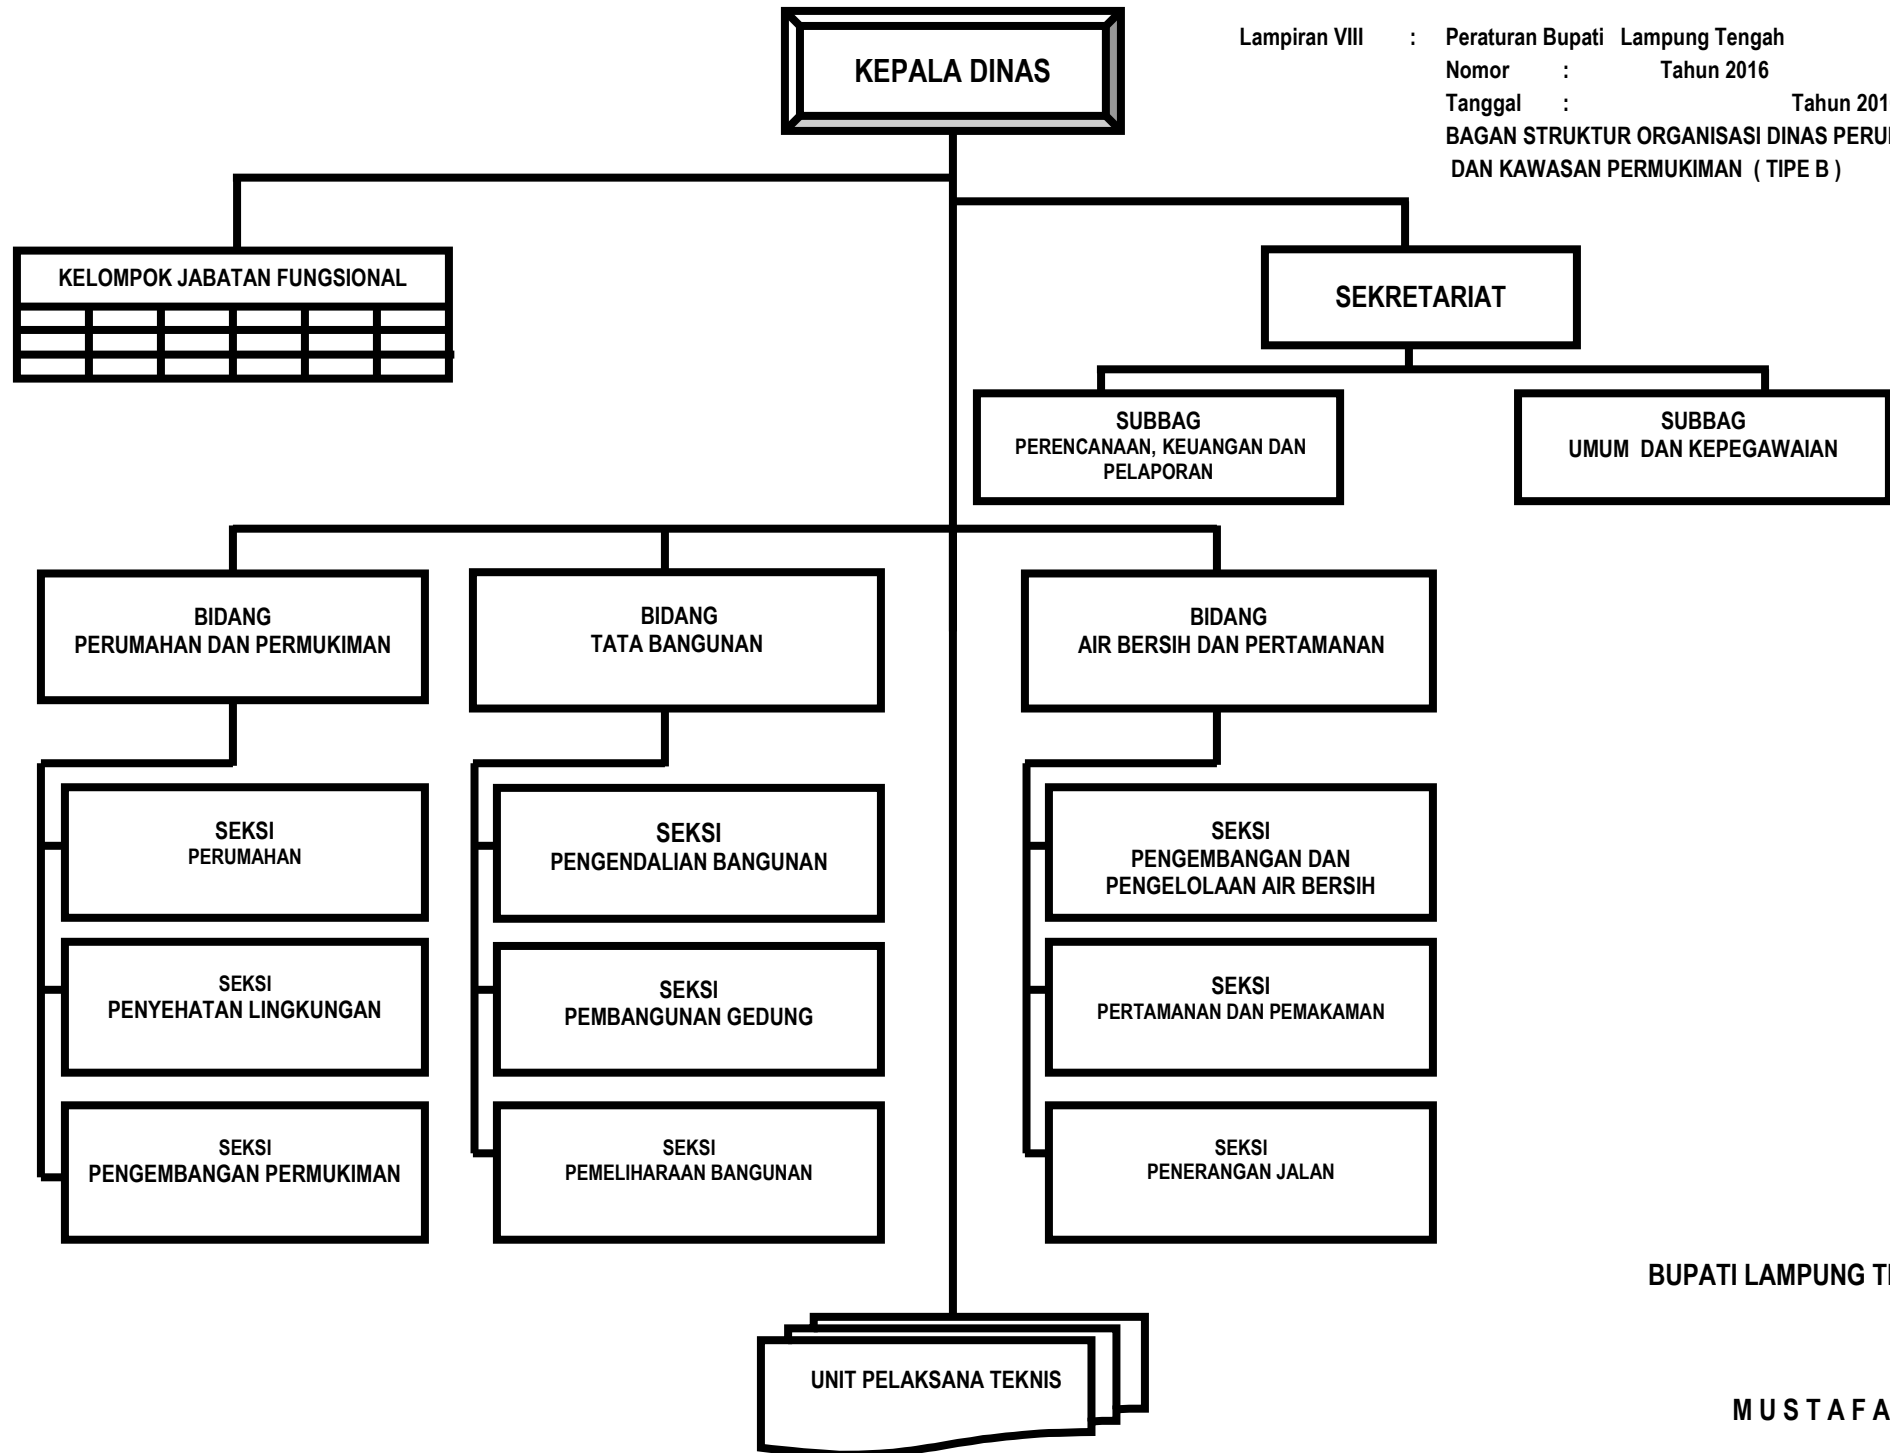 KEPALA DINAS
Lampiran VIII : Peraturan Bupati Lampung Tengah
Nomor : Tahun 2016
Tanggal : Tahun 201
BAGAN STRUKTUR ORGANISASI DINAS
DAN KAWASAN PERMUKIMAN ( TIPE B )
KELOMPOK JABATAN FUNGSIONAL
SEKRETARIAT
SUBBAG
PERENCANAAN, KEUANGAN DAN
PELAPORAN
SUBBAG
UMUM DAN KEPEGAWAIAN
BIDANG
PERUMAHAN DAN PERMUKIMAN
BIDANG
TATA BANGUNAN
BIDANG
AIR BERSIH DAN PERTAMANAN
SEKSI
PERUMAHAN
SEKSI
PENGENDALIAN BANGUNAN
SEKSI
PENGEMBANGAN DAN
PENGELOLAAN AIR BERSIH
SEKSI
PENYEHATAN LINGKUNGAN
SEKSI
PEMBANGUNAN GEDUNG
SEKSI
PERTAMANAN DAN PEMAKAMAN
SEKSI
PENGEMBANGAN PERMUKIMAN
SEKSI
PEMELIHARAAN BANGUNAN
SEKSI
PENERANGAN JALAN
BUPATI LAMPUNG
UNIT PELAKSANA TEKNIS
M U S T A F A